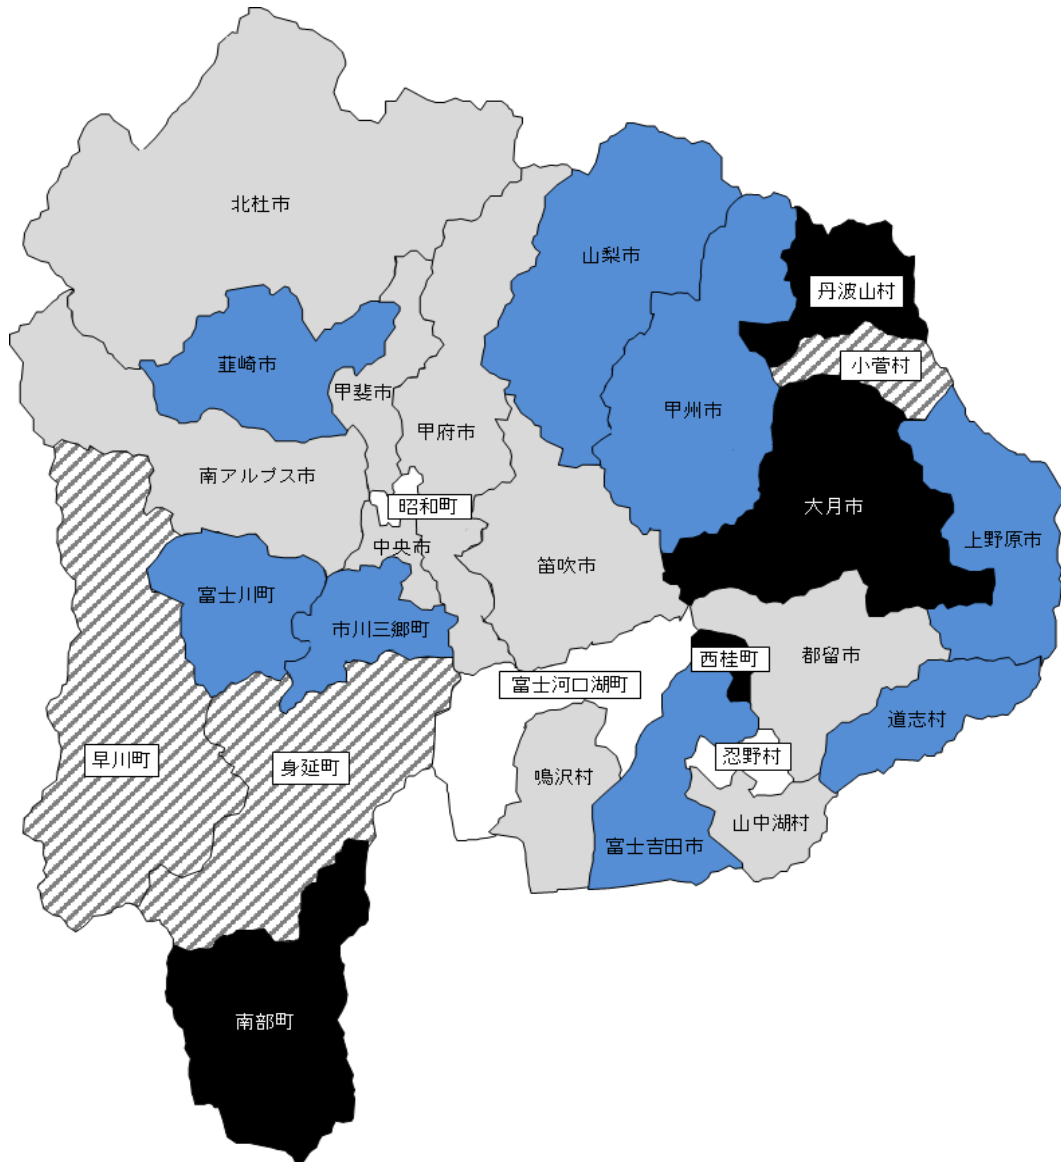 北杜市
山梨市
丹波山村
韮崎市
小菅村
甲斐市
甲州市
甲府市
南アルプス市
昭和町
大月市
上野原市
中央市
笛吹市
富士川町
市川三郷町
都留市
西桂町
富士河口湖町
道志村
早川町
身延町
忍野村
鳴沢村
山中湖村
富士吉田市
南部町